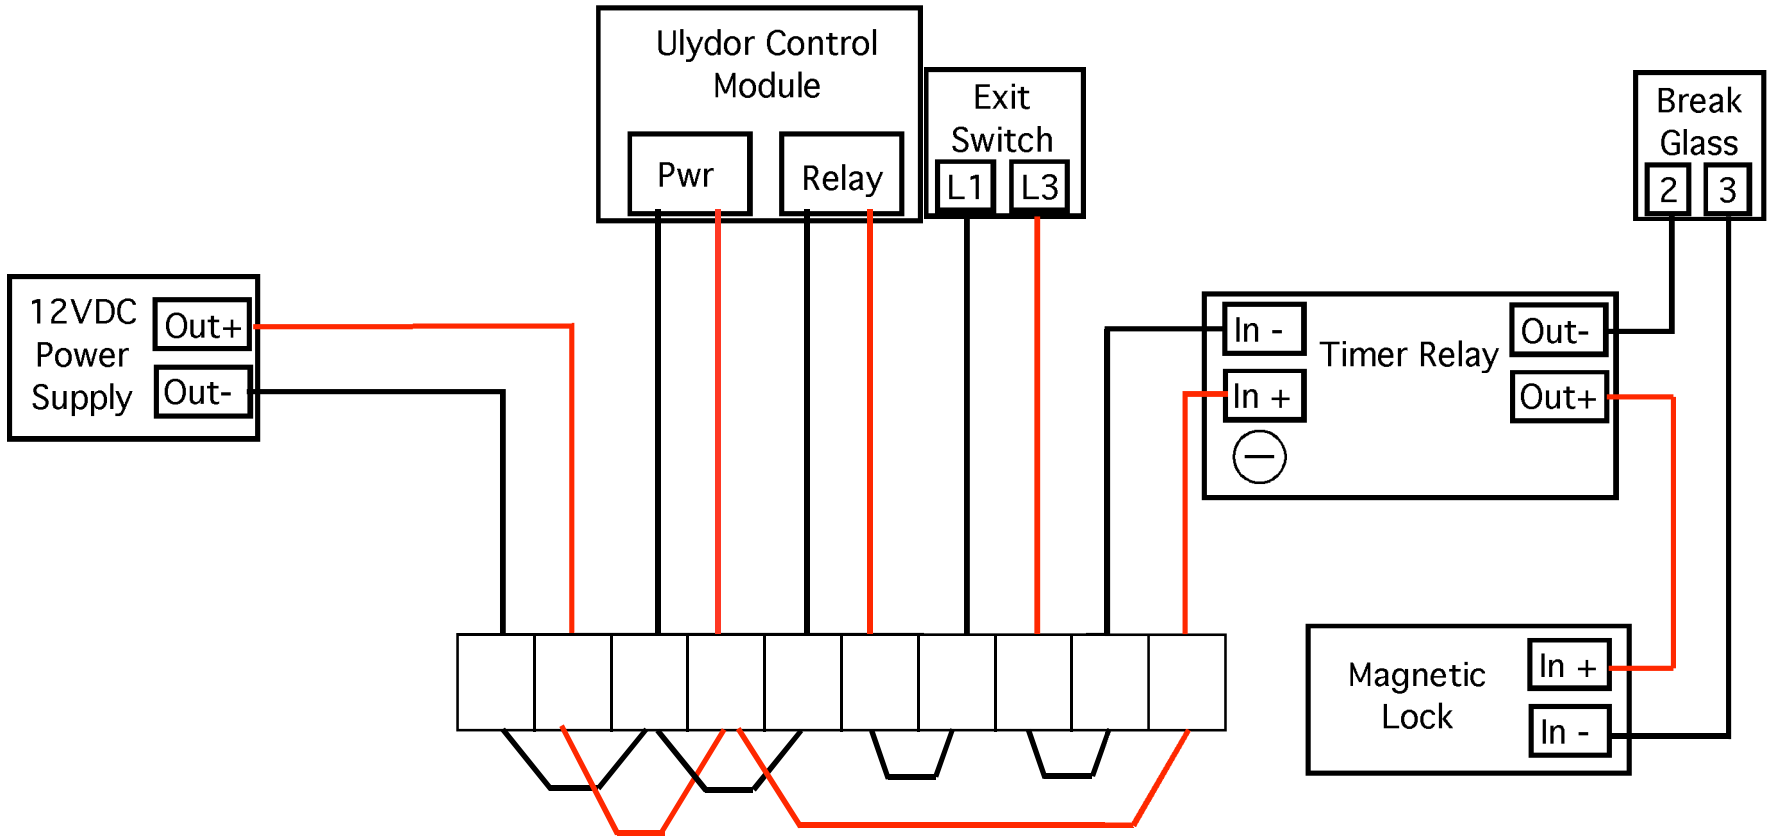 Ulydor Control
Module
Pwr
Relay
Exit
Switch
L1
L3
Break
Glass
2
3
12VDC
Power
Supply
Out+
Out-
In -
In +
Timer Relay
Out-
Out+
Magnetic
Lock
In +
In -